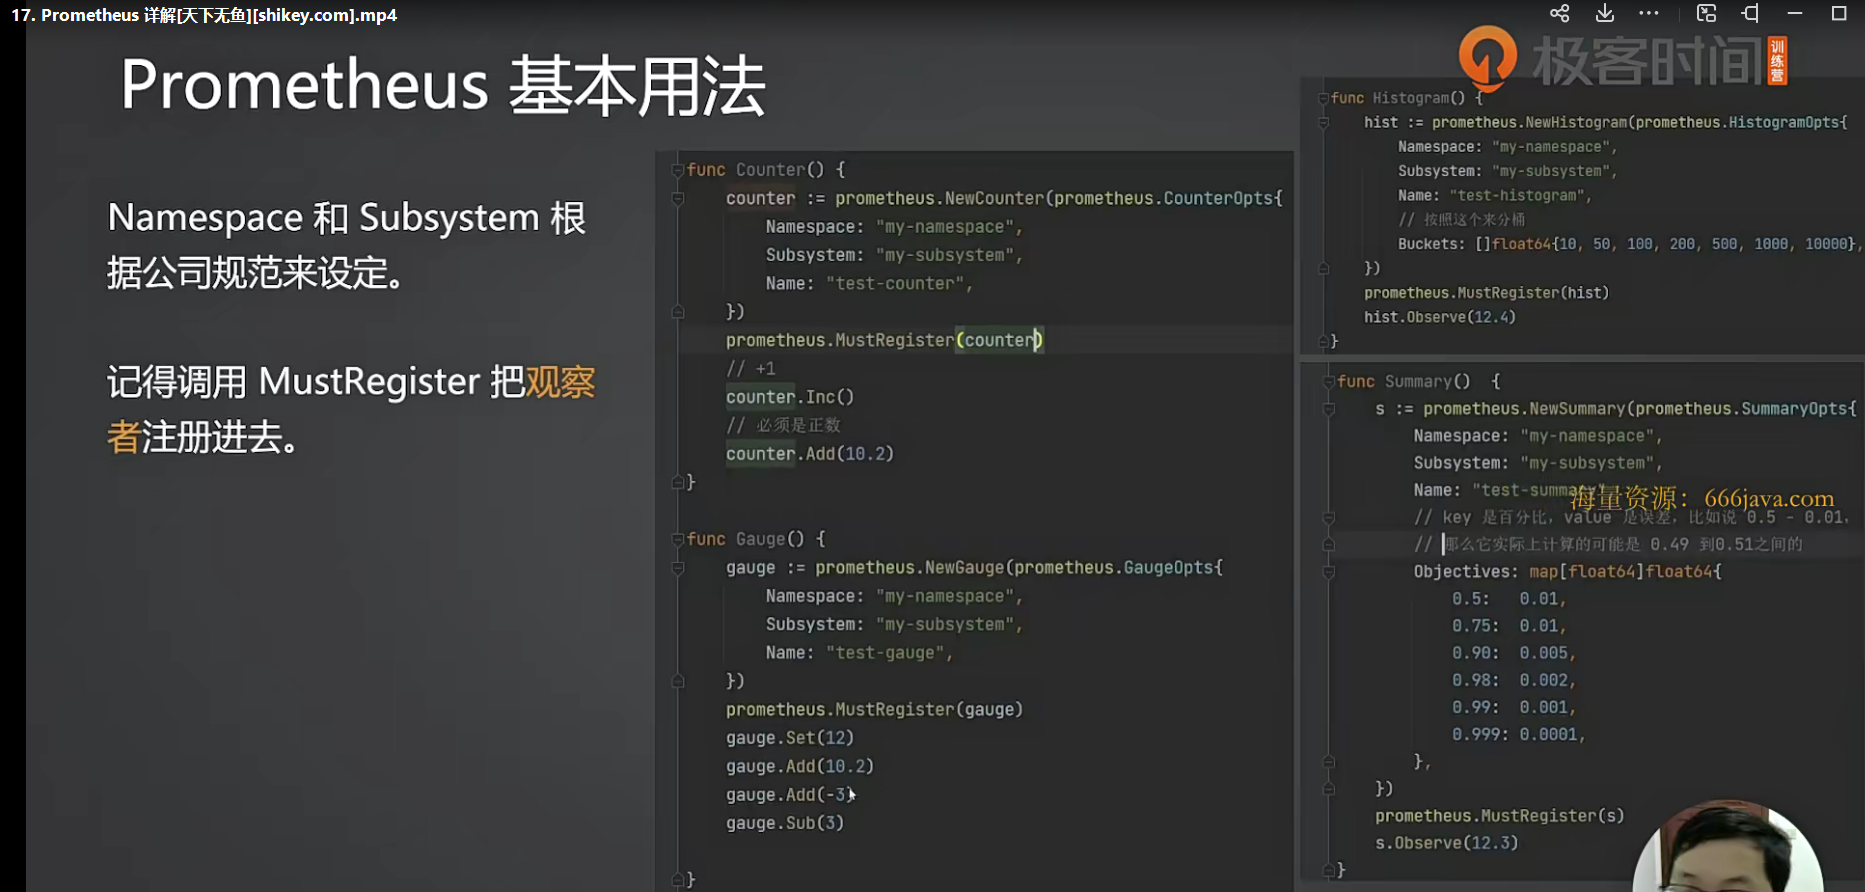 17. Prometheus 详解[天下无鱼][shikey.com].mp4
极客时间 训练营
Prometheus 基本用法
Namespace 和 Subsystem 根
据公司规范来设定。
记得调用 MustRegister 把观察
者注册进去。
func Counter() {
counter := prometheus.NewCounter(prometheus.CounterOpts{
Namespace: "my-namespace",
Subsystem: "my-subsystem",
Name: "test-counter",
})
prometheus.MustRegister(counter)
// +1
counter.Inc()
// 必须是正数
counter.Add(10.2)
}
func Gauge() {
gauge := prometheus.NewGauge(prometheus.GaugeOpts{
Namespace: "my-namespace",
Subsystem: "my-subsystem",
Name: "test-gauge",
})
prometheus.MustRegister(gauge)
gauge.Set(12)
gauge.Add(10.2)
gauge.Add(-3)
gauge.Sub(3)
}
func Histogram() {
hist := prometheus.NewHistogram(prometheus.HistogramOpts{
Namespace: "my-namespace",
Subsystem: "my-subsystem",
Name: "test-histogram",
// 按照这个来分桶
Buckets: []float64{10, 50, 100, 200, 500, 1000, 10000},
})
prometheus.MustRegister(hist)
hist.Observe(12.4)
}
func Summary() {
s := prometheus.NewSummary(prometheus.SummaryOpts{
Namespace: "my-namespace",
Subsystem: "my-subsystem",
Name: "test-summary",
海量资源：666java.com
// key 是百分比，value 是误差，比如说 0.5 - 0.01，
// 那么它实际上计算的可能是 0.49 到0.51之间的
Objectives: map[float64]float64{
0.5: 0.01,
0.75: 0.01,
0.90: 0.005,
0.98: 0.002,
0.99: 0.001,
0.999: 0.0001,
},
})
prometheus.MustRegister(s)
s.Observe(12.3)
}